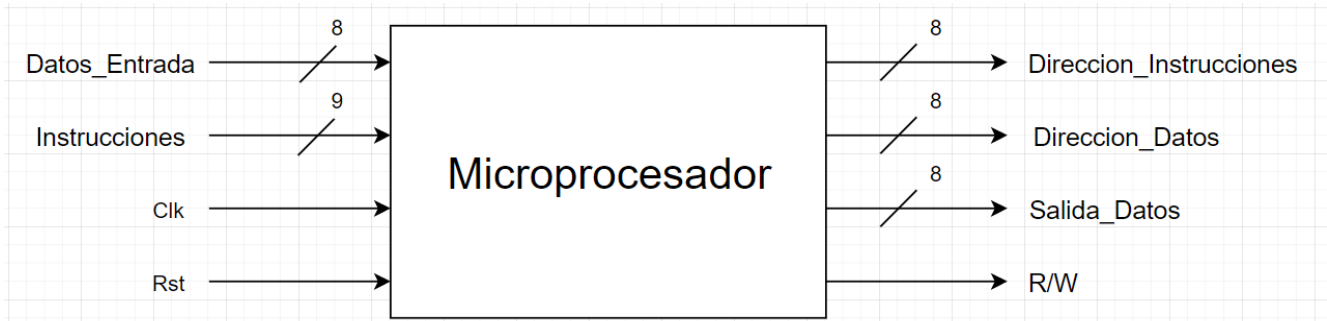 8
Datos_Entrada
9
Instrucciones
Clk
Rst
Microprocesador
8
Direccion_Instrucciones
8
Direccion_Datos
8
Salida_Datos
R/W